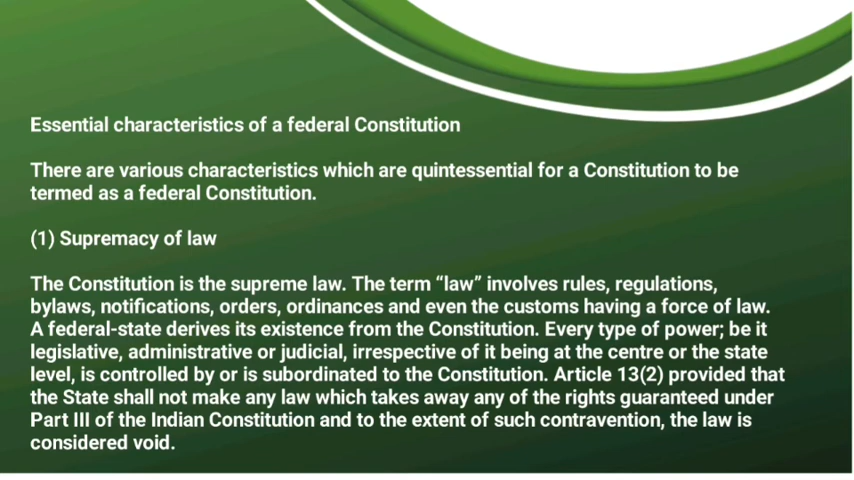 Essential characteristics of a federal Constitution
There are various characteristics which are quintessential for a Constitution to be
termed as a federal Constitution.
(1) Supremacy of law
The Constitution is the supreme law. The term “law” involves rules, regulations,
bylaws, notifications, orders, ordinances and even the customs having a force of law.
A federal-state derives its existence from the Constitution. Every type of power; be it
legislative, administrative or judicial, irrespective of it being at the centre or the state
level, is controlled by or is subordinated to the Constitution. Article 13(2) provided that
the State shall not make any law which takes away any of the rights guaranteed under
Part III of the Indian Constitution and to the extent of such contravention, the law is
considered void.